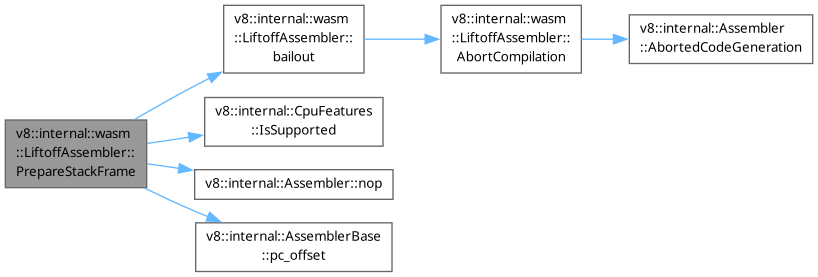 v8::internal::wasm
::LiftoffAssembler::
PrepareStackFrame
v8::internal::wasm
::LiftoffAssembler::
bailout
v8::internal::wasm
::LiftoffAssembler::
AbortCompilation
v8::internal::Assembler
::AbortedCodeGeneration
v8::internal::CpuFeatures
::IsSupported
v8::internal::Assembler::nop
v8::internal::AssemblerBase
::pc_offset